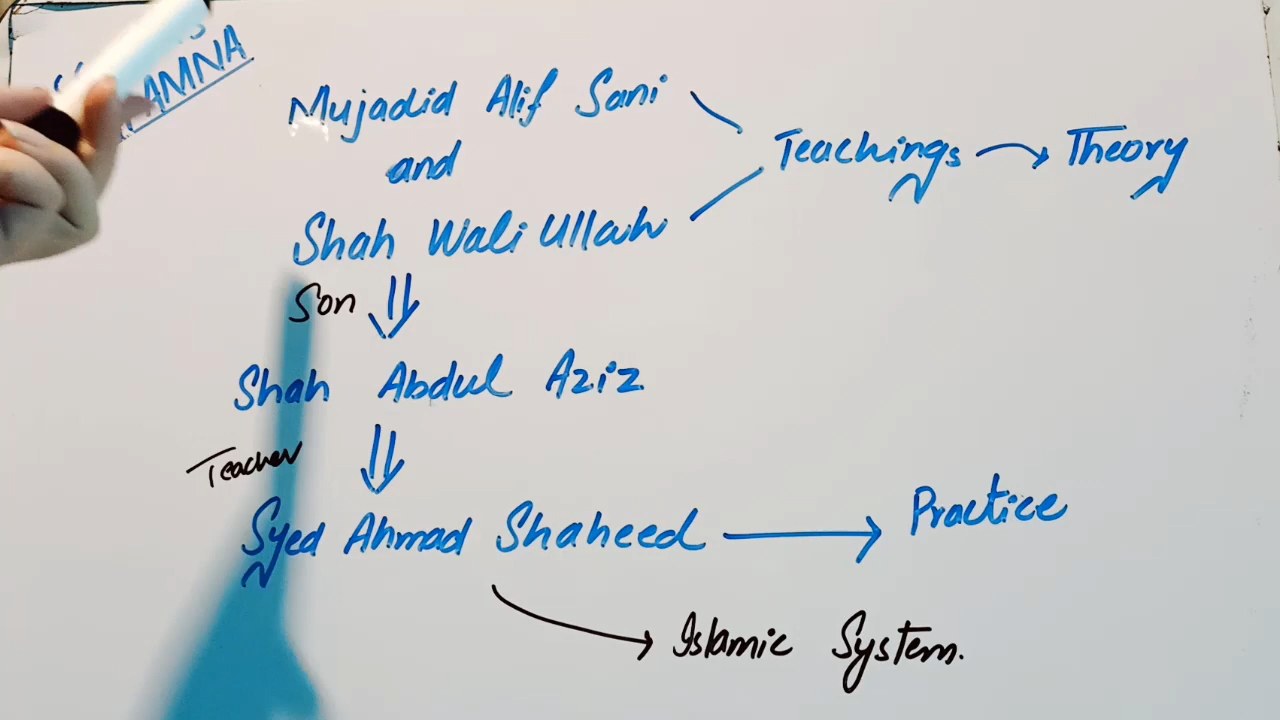 AMNA
Mujadid Alif Sani
and
Teachings → Theory
Shah Wali Ullah
Son
Shah Abdul Aziz
Teacher
Syed Ahmad Shaheed → Practice
Islamic System.